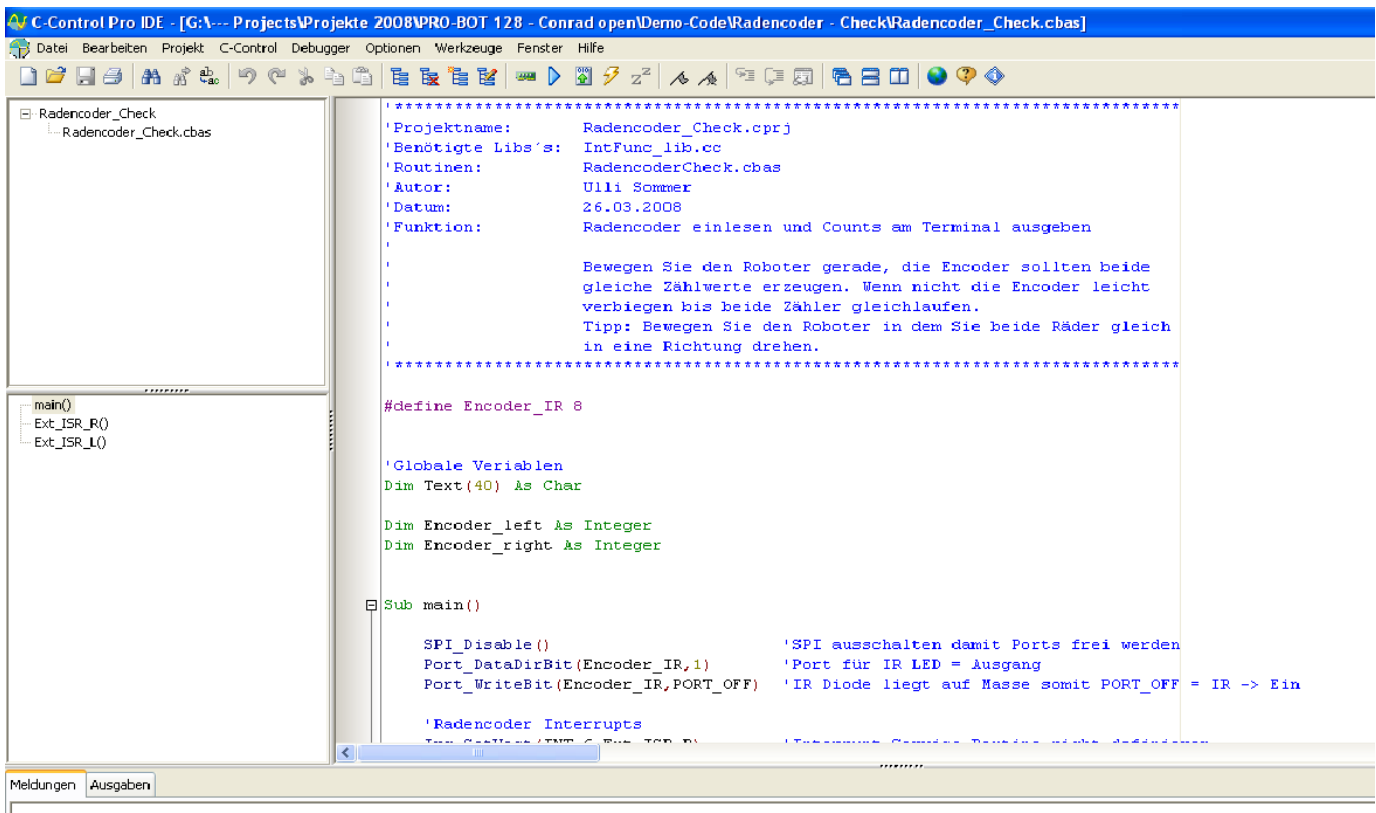 C-Control Pro IDE - [G:\--- Projects\Projekte 2008\PRO-BOT 128 - Conrad open\Demo-Code\Radencoder - Check\Radencoder_Check.cbas]
Datei Bearbeiten Projekt C-Control Debugger Optionen Werkzeuge Fenster Hilfe
Radencoder_Check
Radencoder_Check.cbas
main()
Ext_ISR_R()
Ext_ISR_L()
'*******************************************************************************
'Projektname: Radencoder_Check.cprj
'Benötigte Libs´s: IntFunc_lib.cc
'Routinen: RadencoderCheck.cbas
'Autor: Ulli Sommer
'Datum: 26.03.2008
'Funktion: Radencoder einlesen und Counts am Terminal ausgeben
'
' Bewegen Sie den Roboter gerade, die Encoder sollten beide
' gleiche Zählwerte erzeugen. Wenn nicht die Encoder leicht
' verbiegen bis beide Zähler gleichlaufen.
' Tipp: Bewegen Sie den Roboter in dem Sie beide Räder gleich
' in eine Richtung drehen.
'*******************************************************************************
#define Encoder_IR 8
'Globale Veriablen
Dim Text(40) As Char
Dim Encoder_left As Integer
Dim Encoder_right As Integer
Sub main()
SPI_Disable() 'SPI ausschalten damit Ports frei werden
Port_DataDirBit(Encoder_IR,1) 'Port für IR LED = Ausgang
Port_WriteBit(Encoder_IR,PORT_OFF) 'IR Diode liegt auf Masse somit PORT_OFF = IR -> Ein
'Radencoder Interrupts
Meldungen Ausgaben